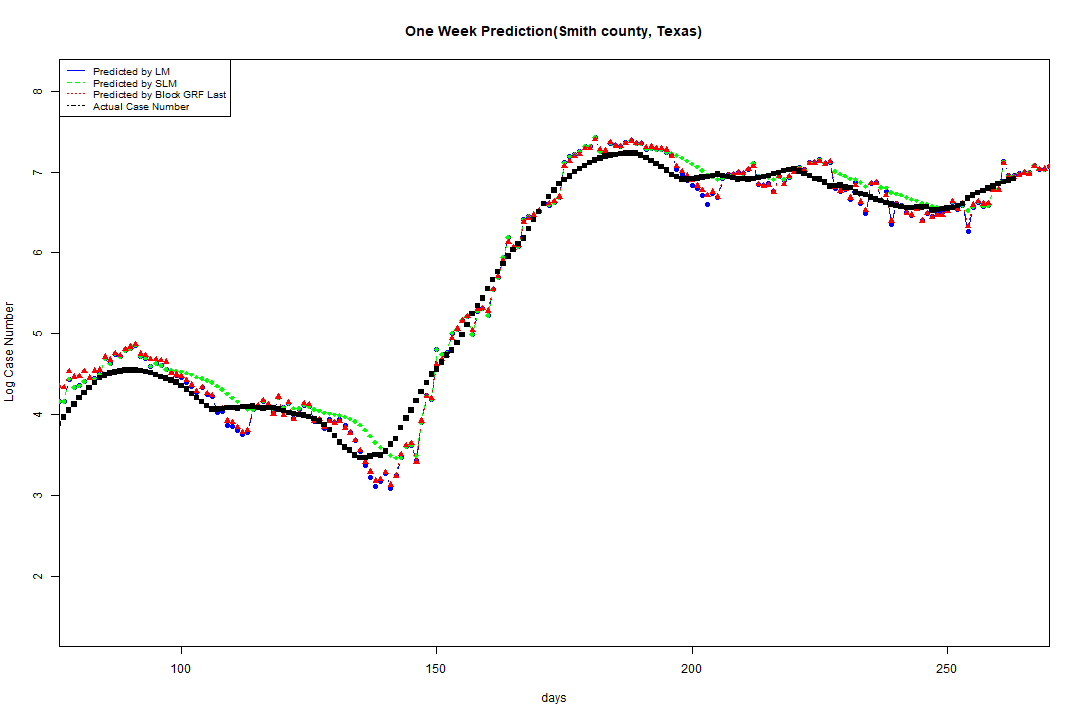 One Week Prediction(Smith county, Texas)
Predicted by LM
Predicted by SLM
Predicted by Block GRF Last
Actual Case Number
8
7
6
5
4
3
2
Log Case Number
100 150 200 250
days